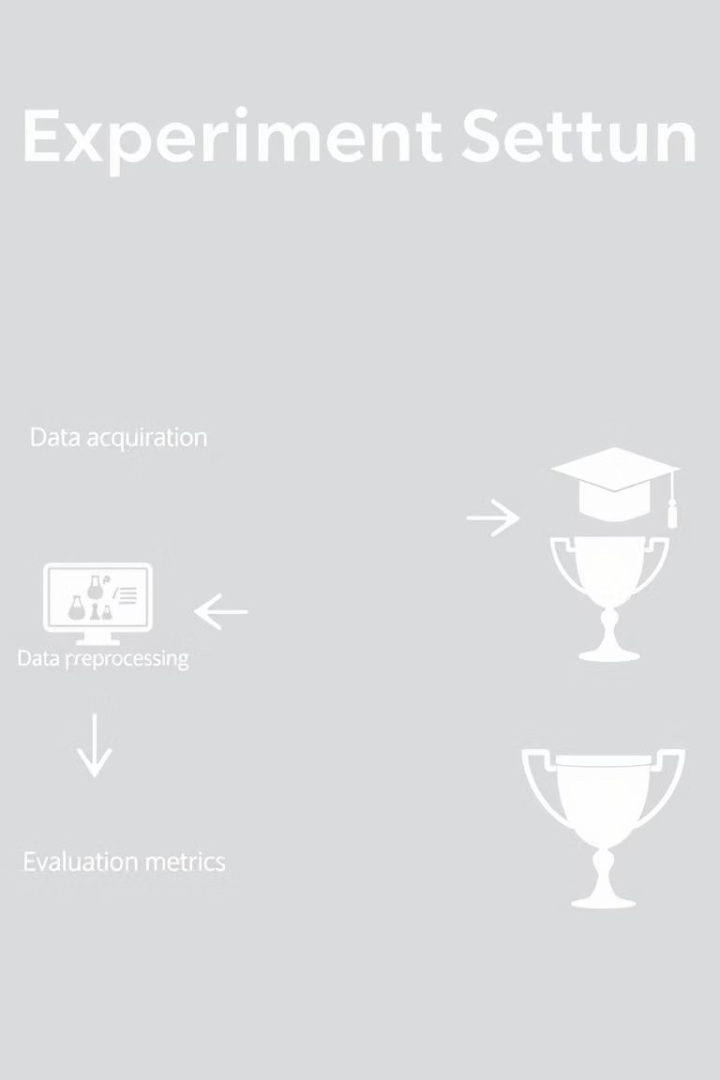 Experiment Settun
Data acquiration
Data preprocessing
Evaluation metrics